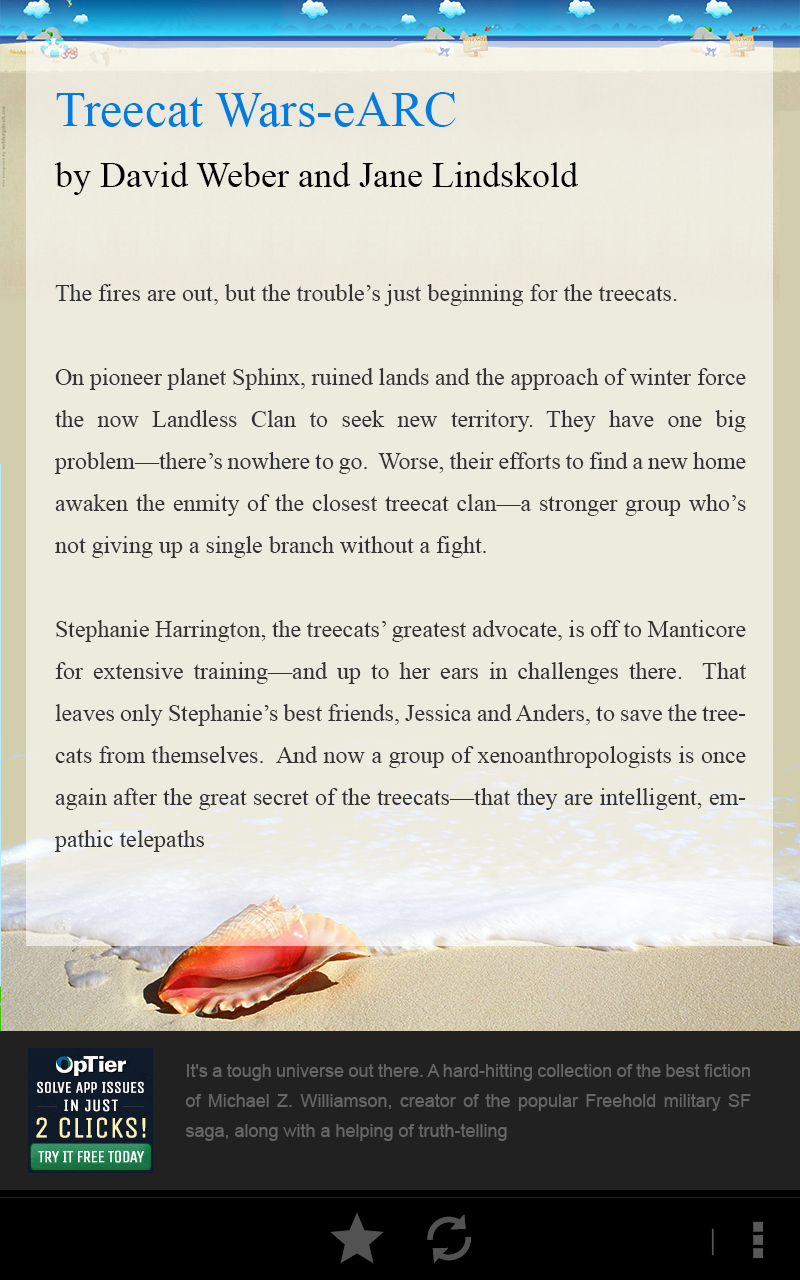 Treecat Wars-eARC
by David Weber and Jane Lindskold
The fires are out, but the trouble’s just beginning for the treecats.
On pioneer planet Sphinx, ruined lands and the approach of winter force
the now Landless Clan to seek new territory. They have one big
problem—there’s nowhere to go.  Worse, their efforts to find a new home
awaken the enmity of the closest treecat clan—a stronger group who’s
not giving up a single branch without a fight.
Stephanie Harrington, the treecats’ greatest advocate, is off to Manticore
for extensive training—and up to her ears in challenges there.  That
leaves only Stephanie’s best friends, Jessica and Anders, to save the tree-
cats from themselves.  And now a group of xenoanthropologists is once
again after the great secret of the treecats—that they are intelligent, em-
pathic telepaths
OpTier
SOLVE APP ISSUES
IN JUST
2 CLICKS!
TRY IT FREE TODAY
It's a tough universe out there. A hard-hitting collection of the best fiction
of Michael Z. Williamson, creator of the popular Freehold military SF
saga, along with a helping of truth-telling